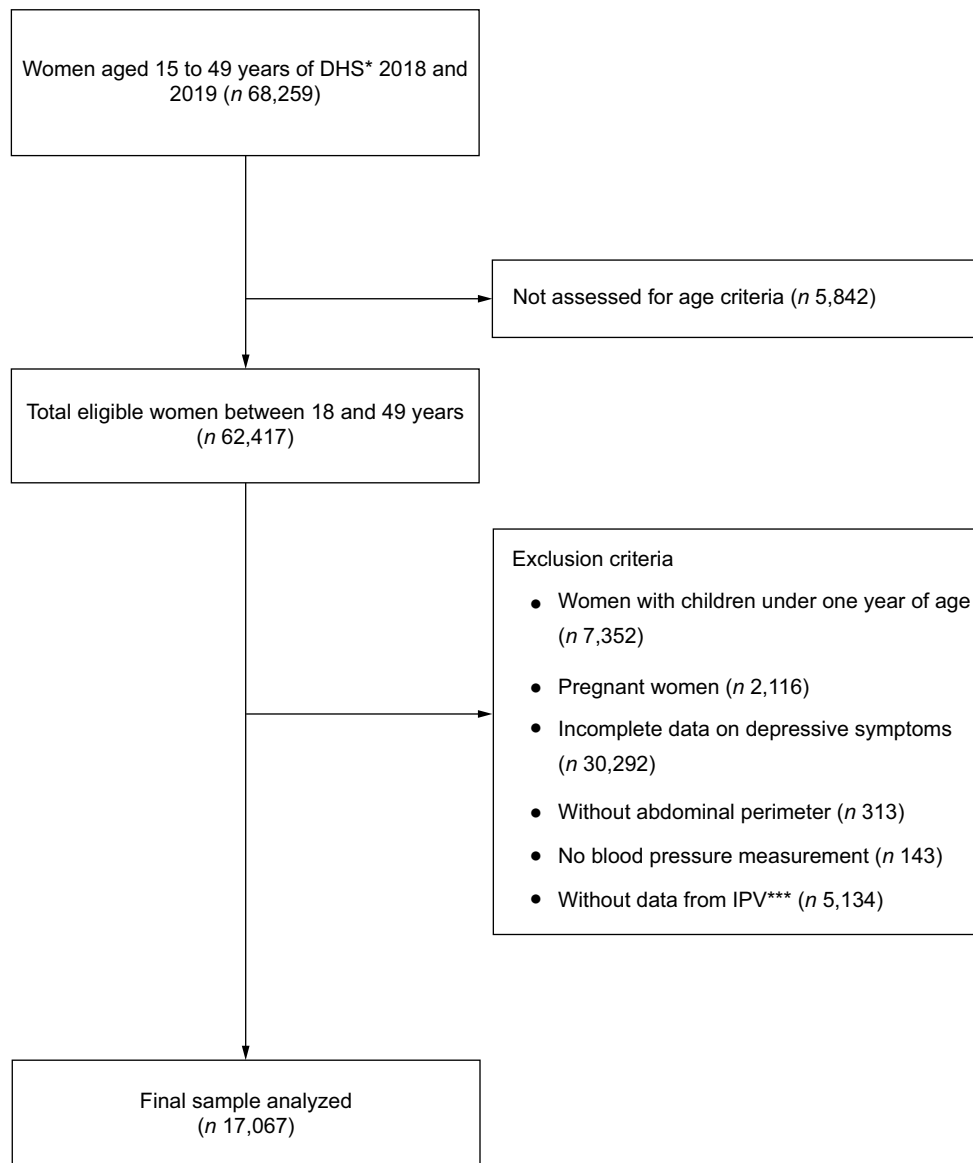 Women aged 15 to 49 years of DHS* 2018 and
2019 (n 68,259)
Not assessed for age criteria (n 5,842)
Total eligible women between 18 and 49 years
(n 62,417)
Exclusion criteria
● Women with children under one year of age
(n 7,352)
● Pregnant women (n 2,116)
● Incomplete data on depressive symptoms
(n 30,292)
● Without abdominal perimeter (n 313)
● No blood pressure measurement (n 143)
● Without data from IPV*** (n 5,134)
Final sample analyzed
(n 17,067)